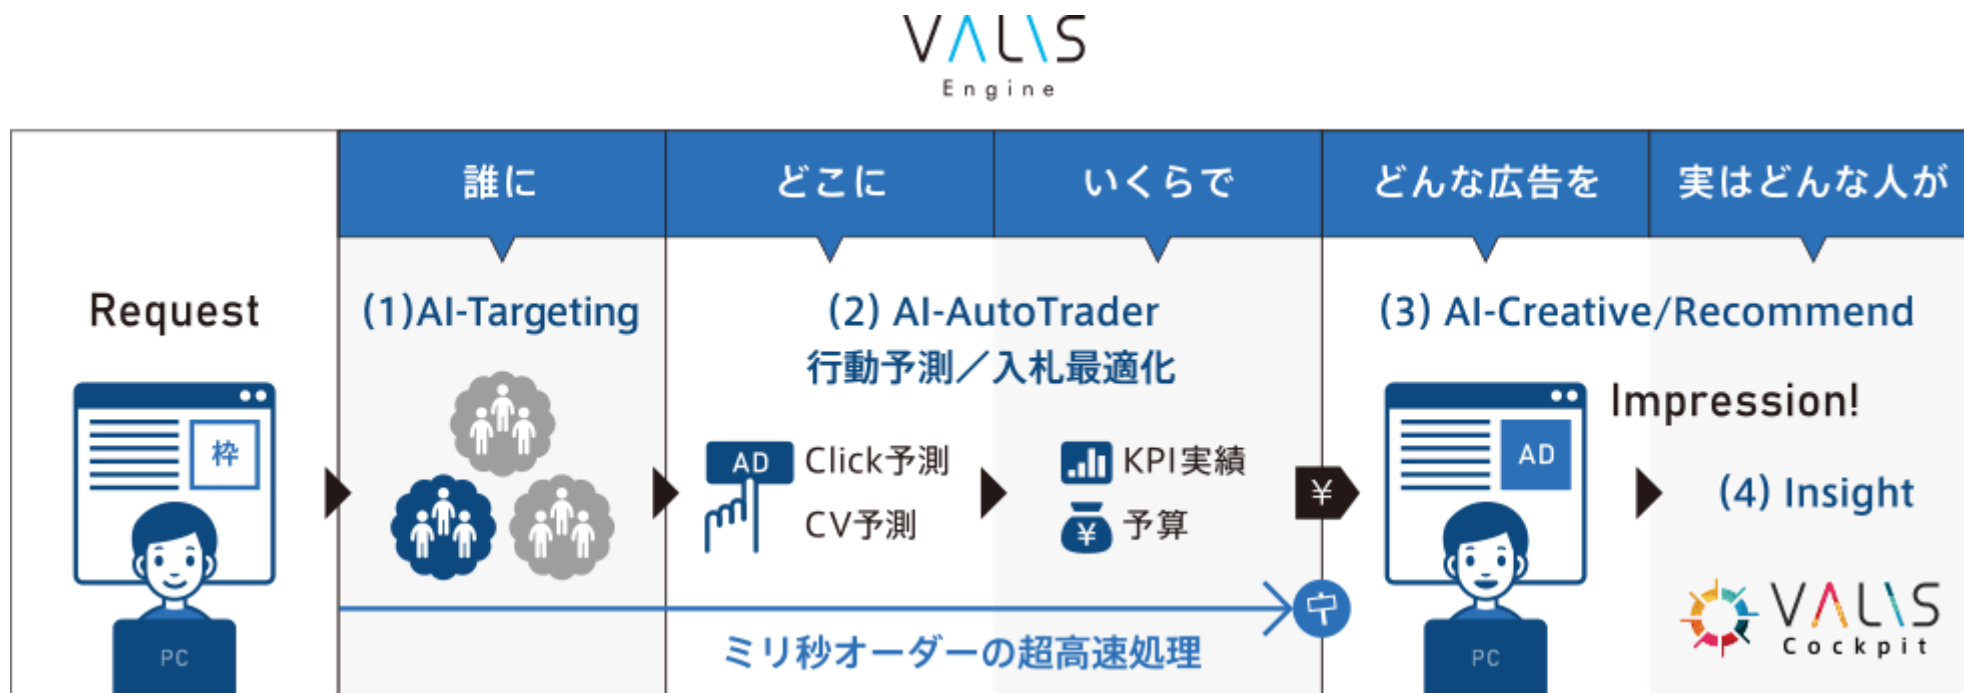 VALIS
Engine
誰に
どこに
いくらで
どんな広告を
実はどんな人が
Request
枠
PC
(1)AI-Targeting
(2) AI-AutoTrader
行動予測／入札最適化
AD
Click予測
CV予測
KPI実績
¥
予算
¥
ミリ秒オーダーの超高速処理
(3) AI-Creative/Recommend
AD
PC
Impression!
(4) Insight
VALIS
Cockpit